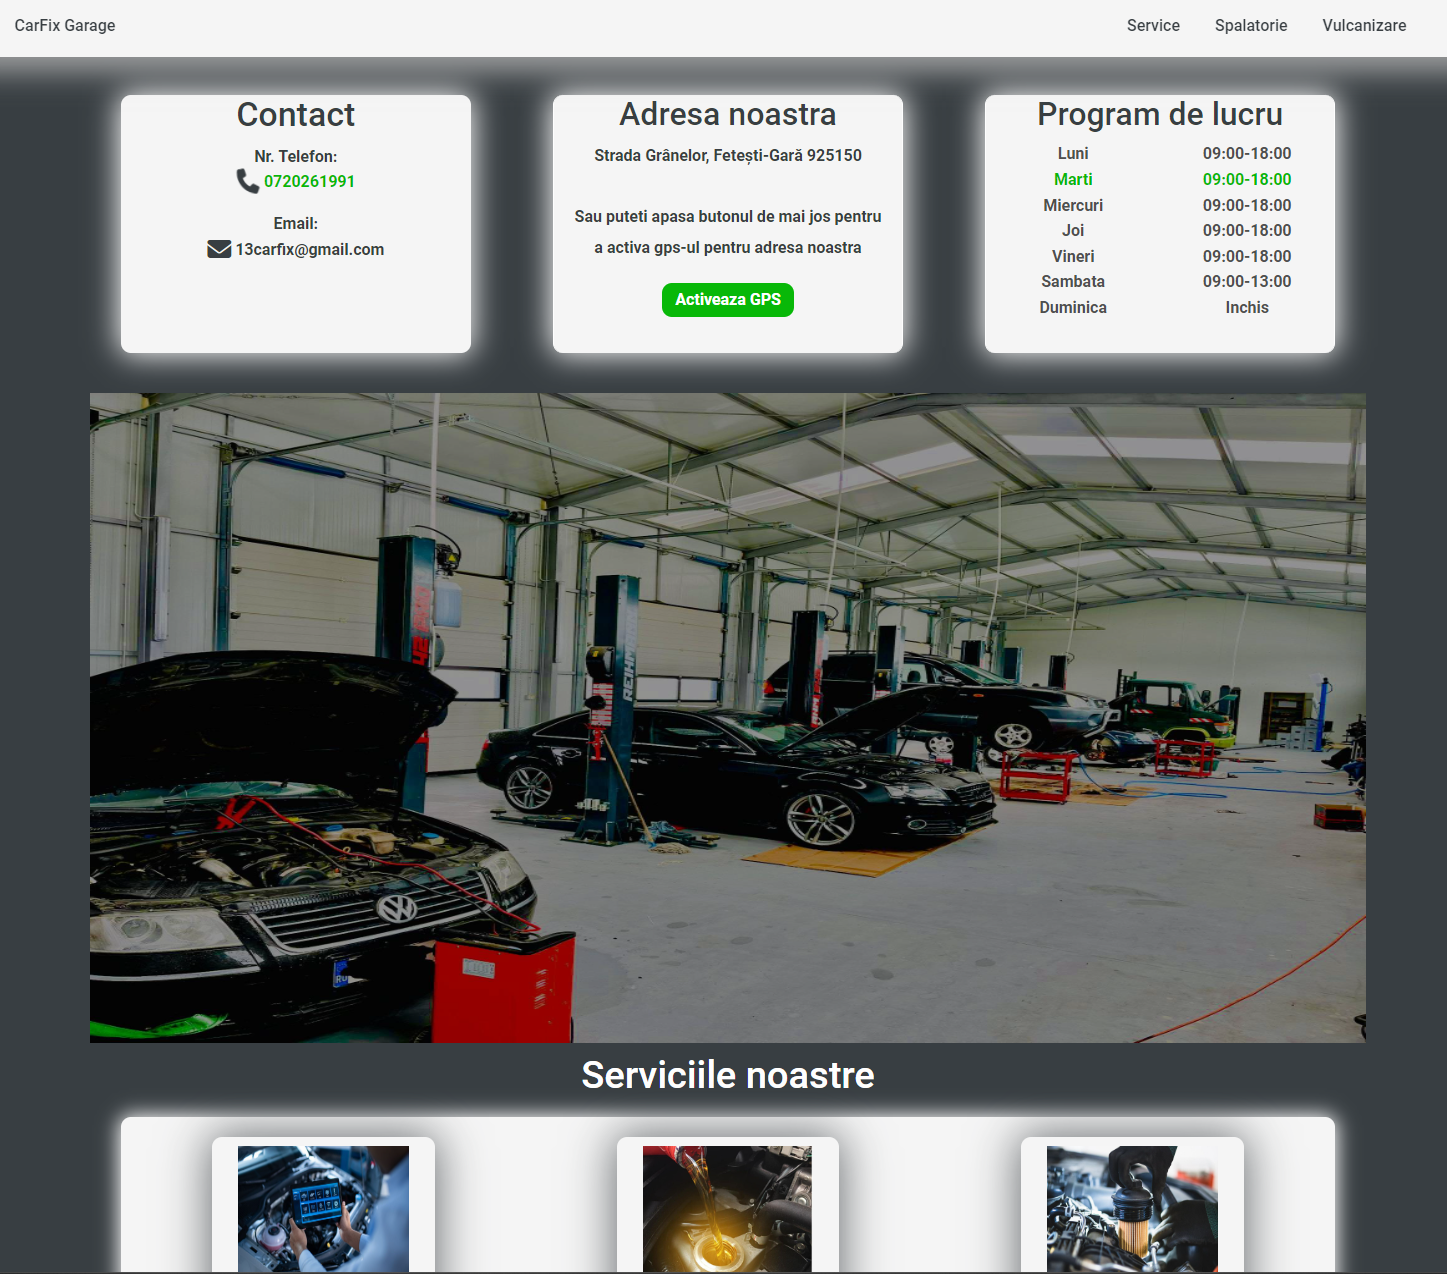 CarFix Garage
Service Spalatorie Vulcanizare
Contact
Nr. Telefon:
0720261991
Email:
13carfix@gmail.com
Adresa noastra
Strada Grânelor, Fetești-Gară 925150
Sau puteti apasa butonul de mai jos pentru
a activa gps-ul pentru adresa noastra
Activeaza GPS
Program de lucru
Luni 09:00-18:00
Marti 09:00-18:00
Miercuri 09:00-18:00
Joi 09:00-18:00
Vineri 09:00-18:00
Sambata 09:00-13:00
Duminica Inchis
Serviciile noastre